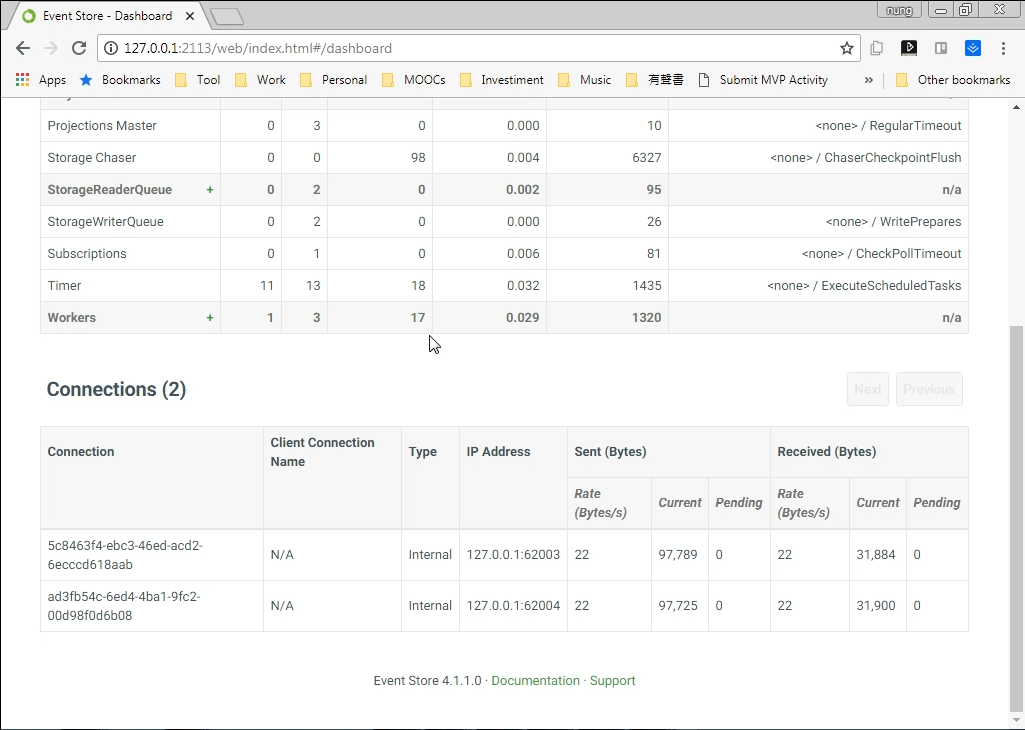 Event Store - Dashboard
nung
127.0.0.1:2113/web/index.html#/dashboard
Apps Bookmarks Tool Work Personal MOOCs Investiment Music 有聲書 Submit MVP Activity » Other bookmarks
Projections Master 0 3 0 0.000 10 <none> / RegularTimeout
Storage Chaser 0 0 98 0.004 6327 <none> / ChaserCheckpointFlush
StorageReaderQueue + 0 2 0 0.002 95 n/a
StorageWriterQueue 0 2 0 0.000 26 <none> / WritePrepares
Subscriptions 0 1 0 0.006 81 <none> / CheckPollTimeout
Timer 11 13 18 0.032 1435 <none> / ExecuteScheduledTasks
Workers + 1 3 17 0.029 1320 n/a
Connections (2)
Next Previous
Connection Client Connection Name Type IP Address Sent (Bytes) Received (Bytes)
Rate (Bytes/s) Current Pending Rate (Bytes/s) Current Pending
5c8463f4-ebc3-46ed-acd2-
6ecccd618aab N/A Internal 127.0.0.1:62003 22 97,789 0 22 31,884 0
ad3fb54c-6ed4-4ba1-9fc2-
00d98f0d6b08 N/A Internal 127.0.0.1:62004 22 97,725 0 22 31,900 0
Event Store 4.1.1.0 · Documentation · Support